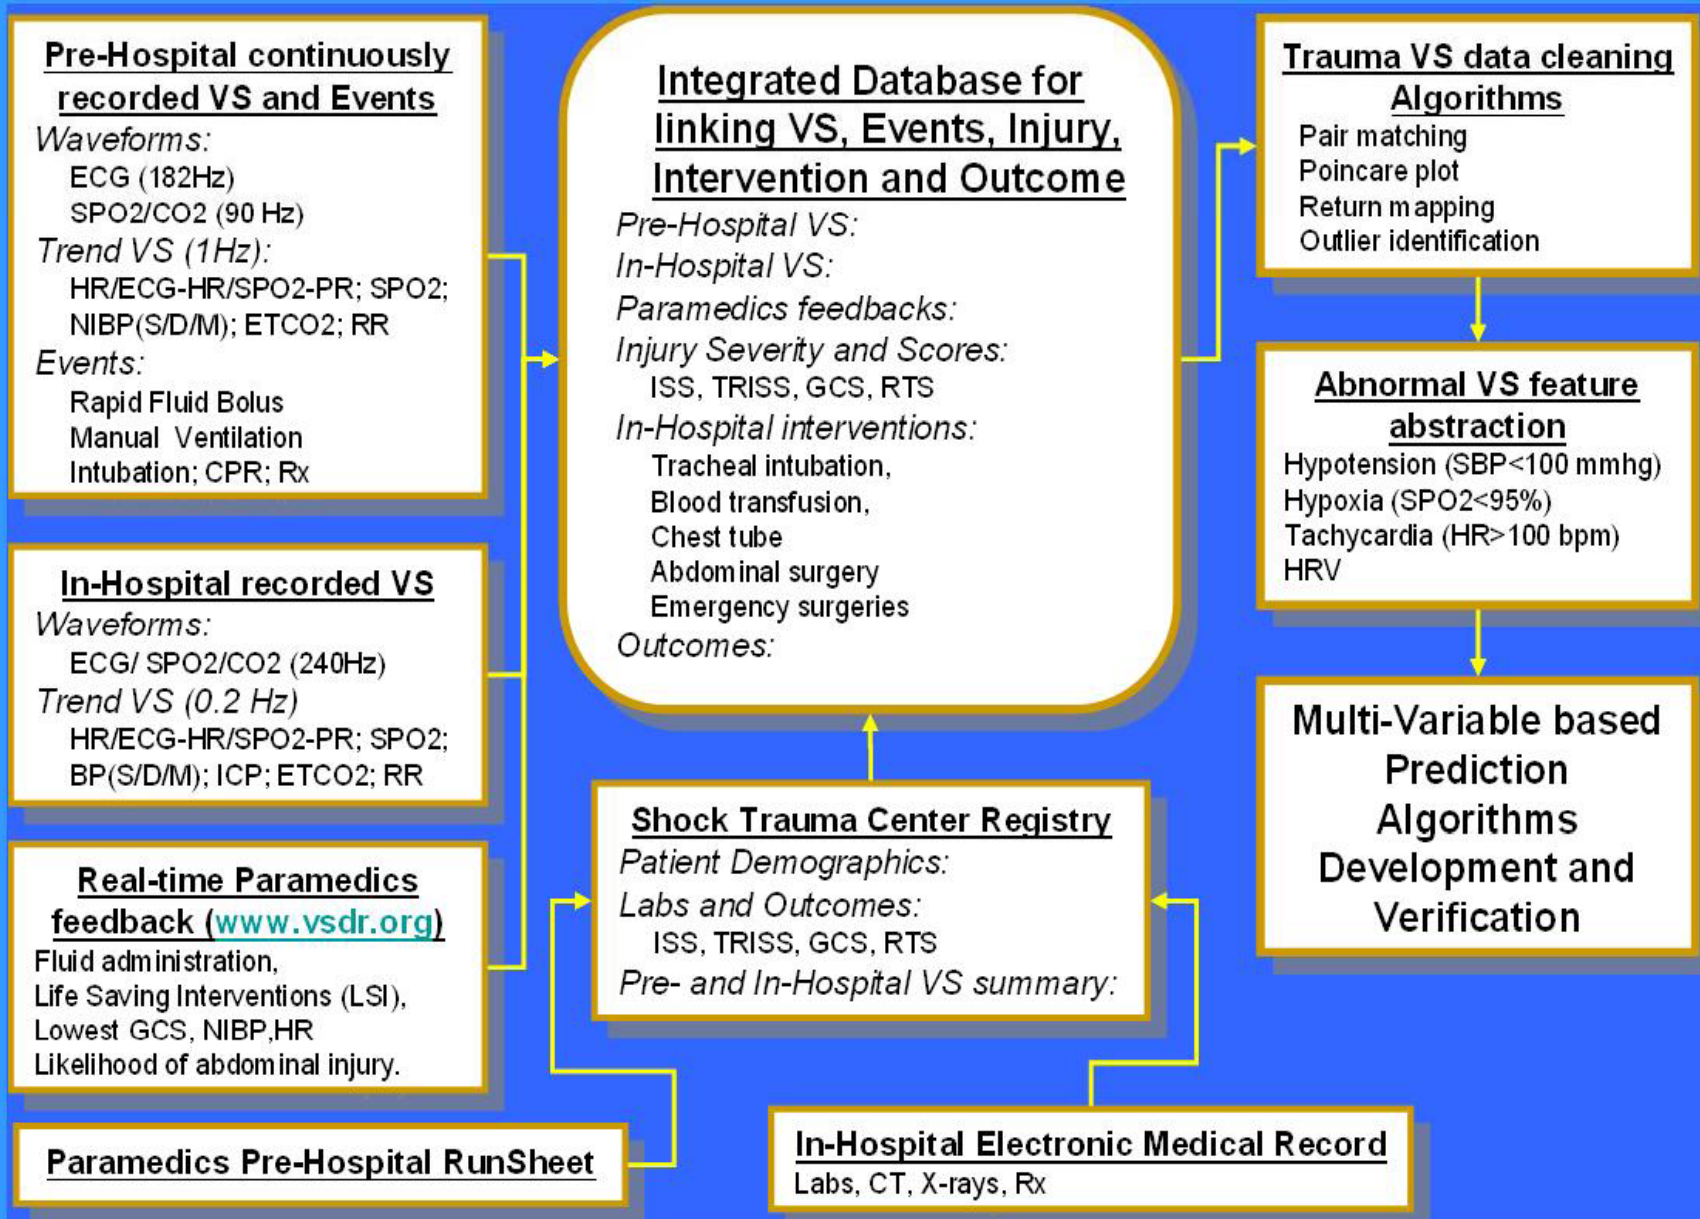 Pre-Hospital continuously
recorded VS and Events
Waveforms:
ECG (182Hz)
SPO2/CO2 (90 Hz)
Trend VS (1Hz):
HR/ECG-HR/SPO2-PR; SPO2;
NIBP(S/D/M); ETCO2; RR
Events:
Rapid Fluid Bolus
Manual Ventilation
Intubation; CPR; Rx
In-Hospital recorded VS
Waveforms:
ECG/ SPO2/CO2 (240Hz)
Trend VS (0.2 Hz)
HR/ECG-HR/SPO2-PR; SPO2;
BP(S/D/M); ICP; ETCO2; RR
Real-time Paramedics
feedback (www.vsdr.org)
Fluid administration,
Life Saving Interventions (LSI),
Lowest GCS, NIBP,HR
Likelihood of abdominal injury.
Paramedics Pre-Hospital RunSheet
Integrated Database for
linking VS, Events, Injury,
Intervention and Outcome
Pre-Hospital VS:
In-Hospital VS:
Paramedics feedbacks:
Injury Severity and Scores:
ISS, TRISS, GCS, RTS
In-Hospital interventions:
Tracheal intubation,
Blood transfusion,
Chest tube
Abdominal surgery
Emergency surgeries
Outcomes:
Shock Trauma Center Registry
Patient Demographics:
Labs and Outcomes:
ISS, TRISS, GCS, RTS
Pre- and In-Hospital VS summary:
In-Hospital Electronic Medical Record
Labs, CT, X-rays, Rx
Trauma VS data cleaning
Algorithms
Pair matching
Poincare plot
Return mapping
Outlier identification
Abnormal VS feature
abstraction
Hypotension (SBP<100 mmhg)
Hypoxia (SPO2<95%)
Tachycardia (HR>100 bpm)
HRV
Multi-Variable based
Prediction
Algorithms
Development and
Verification